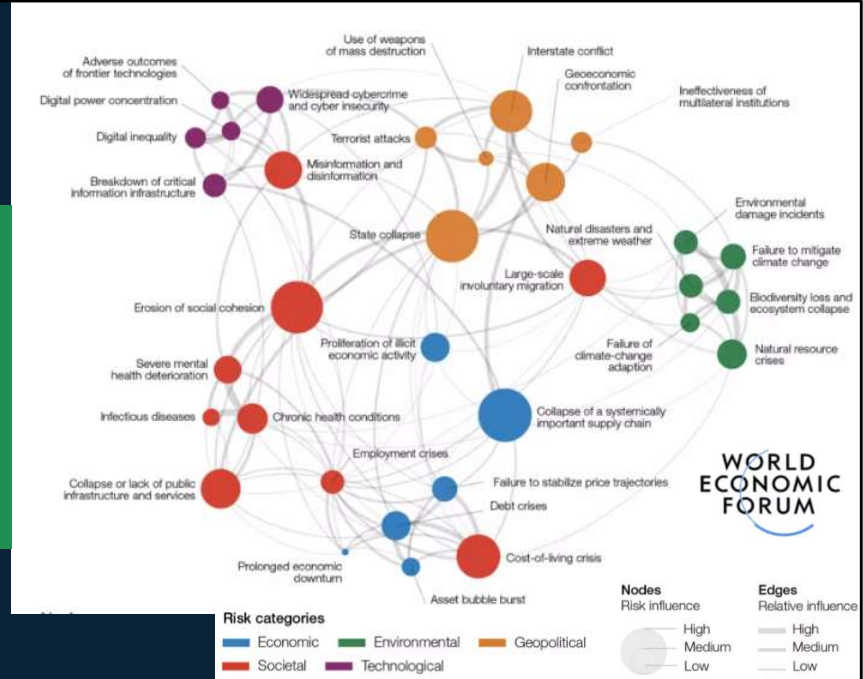 Use of weapons
of mass destruction
Interstate conflict
Adverse outcomes
of frontier technologies
Geoeconomic
confrontation
Digital power concentration
Widespread cybercrime
and cyber insecurity
Ineffectiveness of
multilateral institutions
Digital inequality
Terrorist attacks
Misinformation and
disinformation
Breakdown of critical
information infrastructure
Environmental
damage incidents
State collapse
Natural disasters and
extreme weather
Failure to mitigate
climate change
Large-scale
involuntary migration
Biodiversity loss and
ecosystem collapse
Erosion of social cohesion
Proliferation of illicit
economic activity
Failure of
climate-change
adaption
Natural resource
crises
Severe mental
health deterioration
Infectious diseases
Chronic health conditions
Collapse of a systemically
important supply chain
Employment crises
Collapse or lack of public
infrastructure and services
Failure to stabilize price trajectories
Debt crises
Cost-of-living crisis
Prolonged economic
downturn
Asset bubble burst
WORLD
ECONOMIC
FORUM
Nodes
Risk influence
High
Medium
Low
Edges
Relative influence
High
Medium
Low
Risk categories
Economic
Environmental
Geopolitical
Societal
Technological